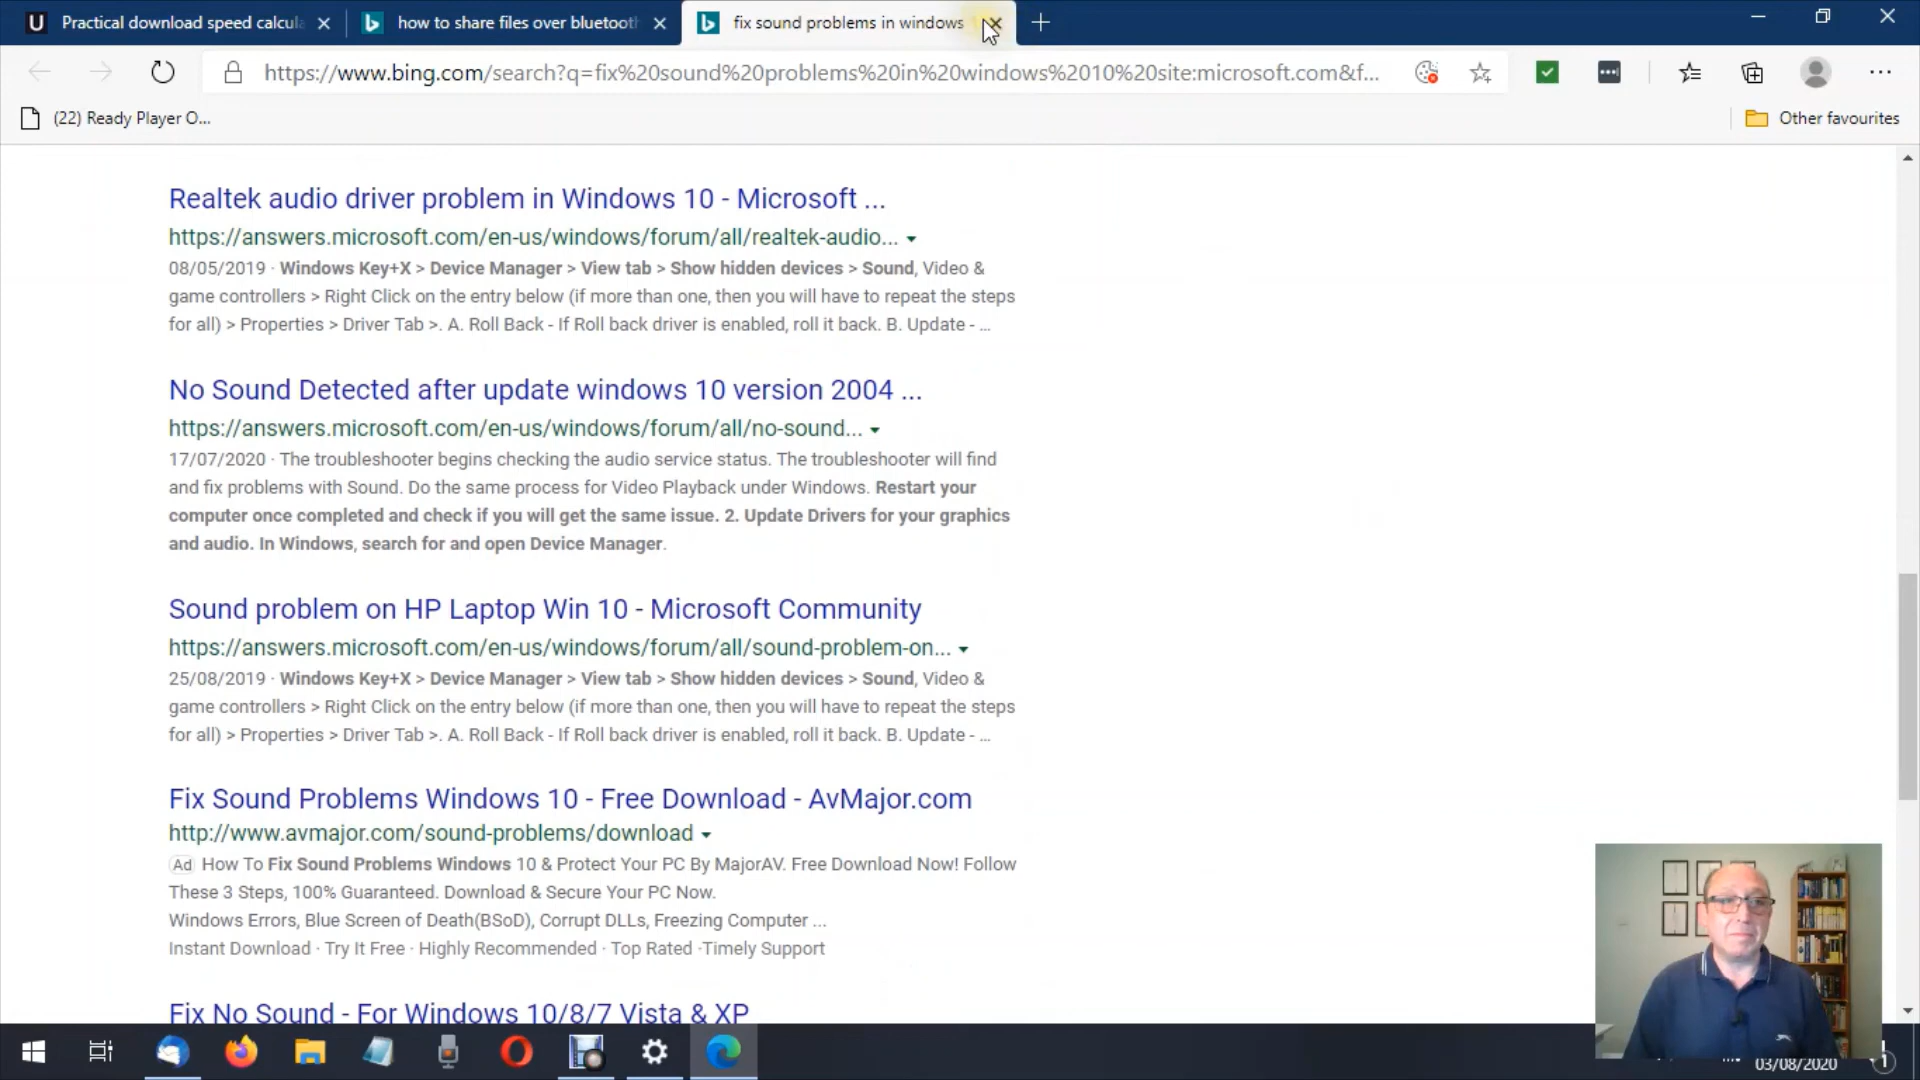 Practical download speed calcula
how to share files over bluetooth
fix sound problems in windows
https://www.bing.com/search?q=fix%20sound%20problems%20in%20windows%2010%20site:microsoft.com&f...
(22) Ready Player O...
Other favourites
Realtek audio driver problem in Windows 10 - Microsoft ...
https://answers.microsoft.com/en-us/windows/forum/all/realtek-audio...
08/05/2019 · Windows Key+X > Device Manager > View tab > Show hidden devices > Sound, Video &
game controllers > Right Click on the entry below (if more than one, then you will have to repeat the steps
for all) > Properties > Driver Tab >. A. Roll Back - If Roll back driver is enabled, roll it back. B. Update - ...
No Sound Detected after update windows 10 version 2004 ...
https://answers.microsoft.com/en-us/windows/forum/all/no-sound...
17/07/2020 · The troubleshooter begins checking the audio service status. The troubleshooter will find
and fix problems with Sound. Do the same process for Video Playback under Windows. Restart your
computer once completed and check if you will get the same issue. 2. Update Drivers for your graphics
and audio. In Windows, search for and open Device Manager.
Sound problem on HP Laptop Win 10 - Microsoft Community
https://answers.microsoft.com/en-us/windows/forum/all/sound-problem-on...
25/08/2019 · Windows Key+X > Device Manager > View tab > Show hidden devices > Sound, Video &
game controllers > Right Click on the entry below (if more than one, then you will have to repeat the steps
for all) > Properties > Driver Tab >. A. Roll Back - If Roll back driver is enabled, roll it back. B. Update - ...
Fix Sound Problems Windows 10 - Free Download - AvMajor.com
http://www.avmajor.com/sound-problems/download
Ad How To Fix Sound Problems Windows 10 & Protect Your PC By MajorAV. Free Download Now! Follow
These 3 Steps, 100% Guaranteed. Download & Secure Your PC Now.
Windows Errors, Blue Screen of Death(BSoD), Corrupt DLLs, Freezing Computer ...
Instant Download · Try It Free · Highly Recommended · Top Rated ·Timely Support
Fix No Sound - For Windows 10/8/7 Vista & XP
03/08/2020